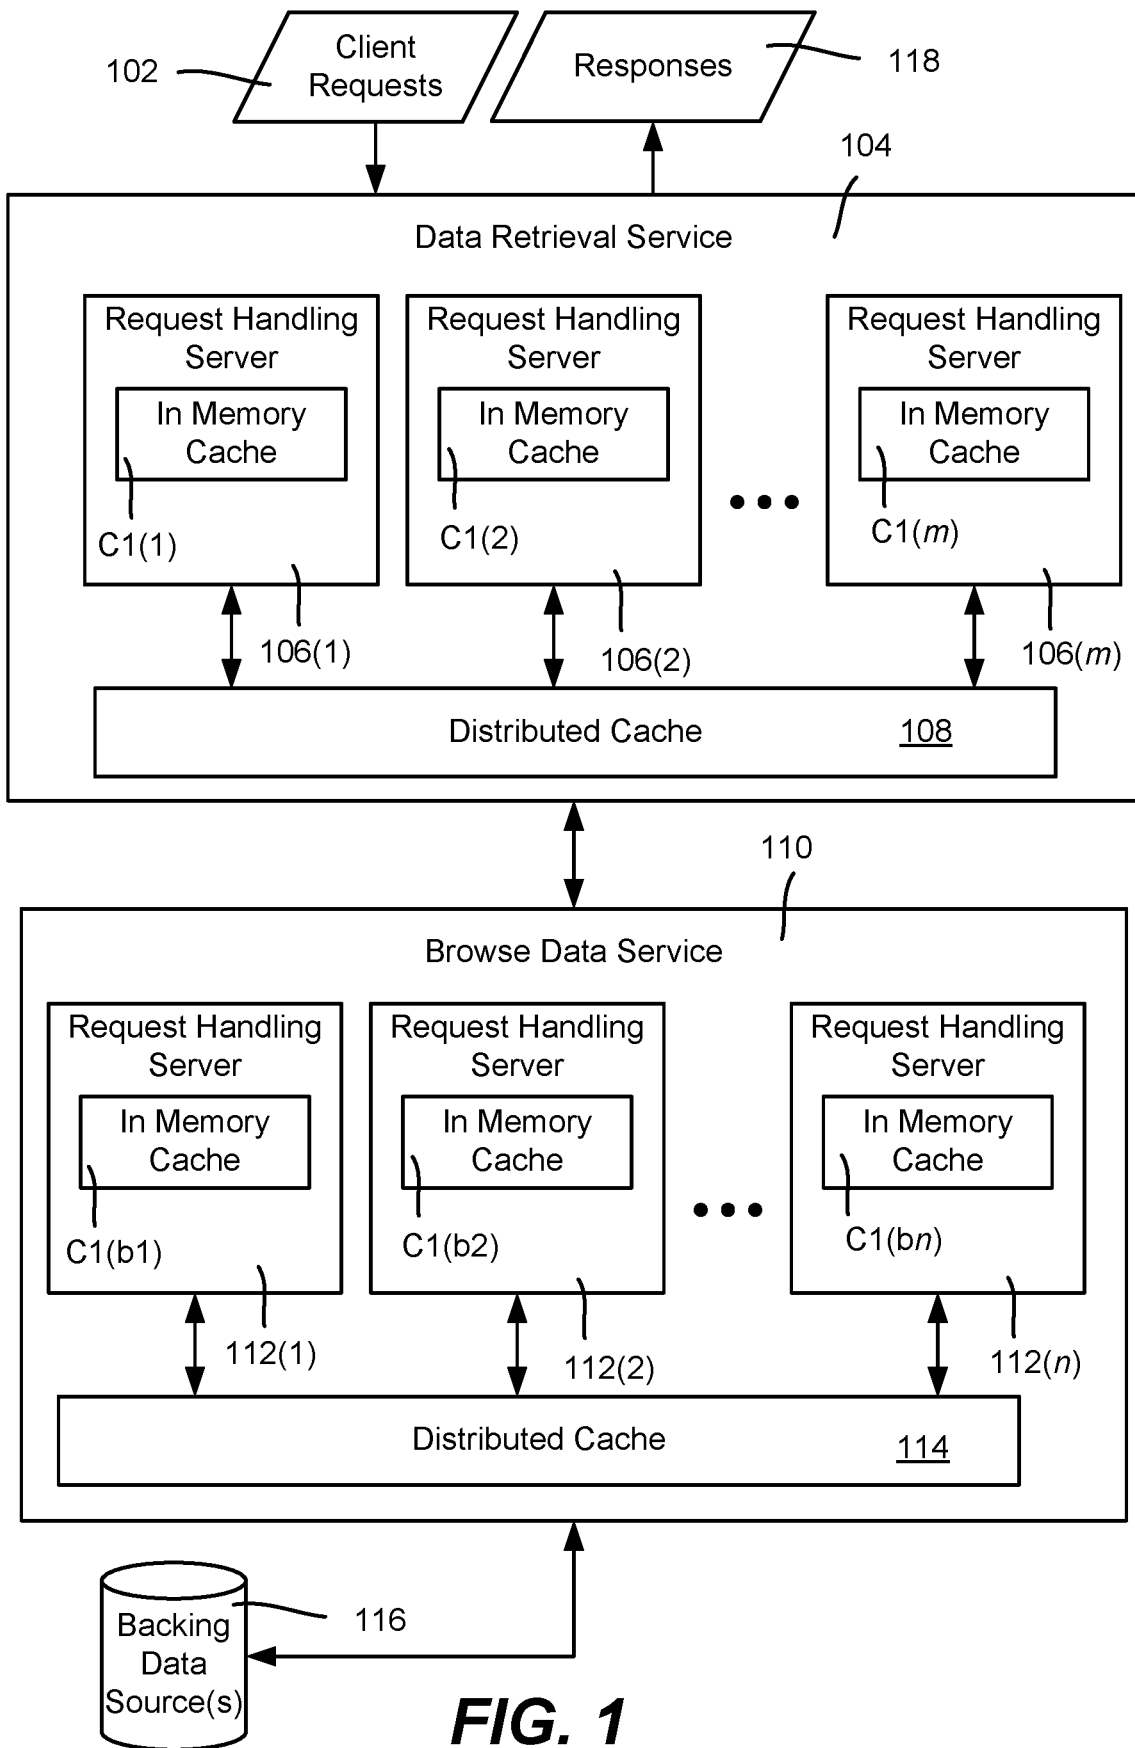 Client
Requests
102
Responses
118
104
Data Retrieval Service
Request Handling
Server
In Memory
Cache
C1(1)
106(1)
Request Handling
Server
In Memory
Cache
C1(2)
106(2)
Request Handling
Server
In Memory
Cache
C1(m)
106(m)
Distributed Cache
108
110
Browse Data Service
Request Handling
Server
In Memory
Cache
C1(b1)
112(1)
Request Handling
Server
In Memory
Cache
C1(b2)
112(2)
Request Handling
Server
In Memory
Cache
C1(bn)
112(n)
Distributed Cache
114
Backing
Data
Source(s)
116
FIG. 1